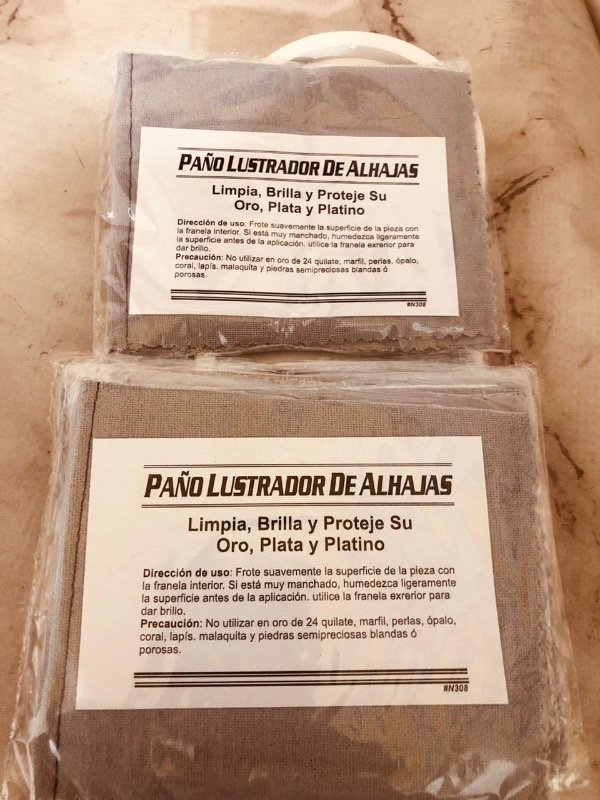 PAÑO LUSTRADOR DE ALHAJAS
Limpia, Brilla y Proteje Su
Oro, Plata y Platino
Dirección de uso: Frote suavemente la superficie de la pieza con
la franela interior. Si está muy manchado, humedezca ligeramente
la superficie antes de la aplicación. utilice la franela exrerior para
dar brillo.
Precaución: No utilizar en oro de 24 quilate, marfil, perlas, ópalo,
coral, lapís. malaquita y piedras semipreciosas blandas ó
porosas.
#N308
PAÑO LUSTRADOR DE ALHAJAS
Limpia, Brilla y Proteje Su
Oro, Plata y Platino
Dirección de uso: Frote suavemente la superficie de la pieza con
la franela interior. Si está muy manchado, humedezca ligeramente
la superficie antes de la aplicación. utilice la franela exrerior para
dar brillo.
Precaución: No utilizar en oro de 24 quilate, marfil, perlas, ópalo,
coral, lapís. malaquita y piedras semipreciosas blandas ó
porosas.
#N308